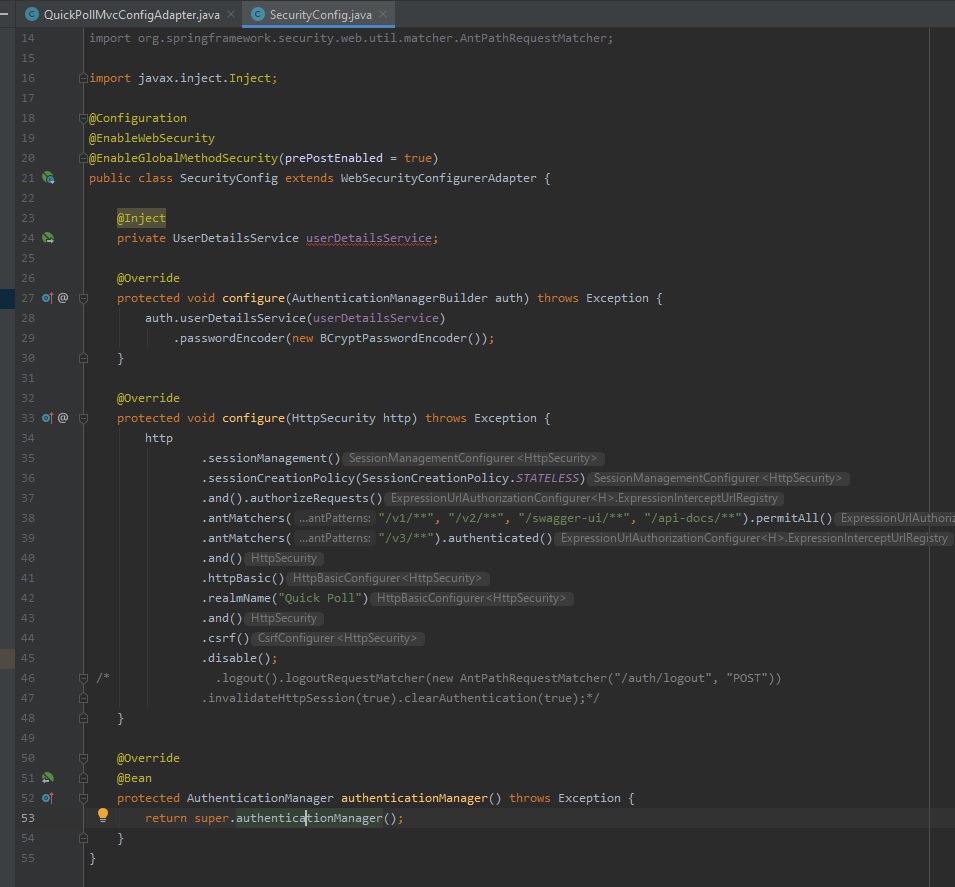 QuickPollMvcConfigAdapter.java × SecurityConfig.java ×
14 import org.springframework.security.web.util.matcher.AntPathRequestMatcher;
15
16 import javax.inject.Inject;
17
18 @Configuration
19 @EnableWebSecurity
20 @EnableGlobalMethodSecurity(prePostEnabled = true)
21 public class SecurityConfig extends WebSecurityConfigurerAdapter {
22
23 @Inject
24 private UserDetailsService userDetailsService;
25
26 @Override
27 @ protected void configure(AuthenticationManagerBuilder auth) throws Exception {
28 auth.userDetailsService(userDetailsService)
29 .passwordEncoder(new BCryptPasswordEncoder());
30 }
31
32 @Override
33 @ protected void configure(HttpSecurity http) throws Exception {
34 http
35 .sessionManagement() SessionManagementConfigurer<HttpSecurity>
36 .sessionCreationPolicy(SessionCreationPolicy.STATELESS) SessionManagementConfigurer<HttpSecurity>
37 .and().authorizeRequests() ExpressionUrlAuthorizationConfigurer<H>.ExpressionInterceptUrlRegistry
38 .antMatchers( ...antPatterns: "/v1/**", "/v2/**", "/swagger-ui/**", "/api-docs/**").permitAll() ExpressionUrlAuthoriz
39 .antMatchers( ...antPatterns: "/v3/**").authenticated() ExpressionUrlAuthorizationConfigurer<H>.ExpressionInterceptUrlRegistry
40 .and() HttpSecurity
41 .httpBasic() HttpBasicConfigurer<HttpSecurity>
42 .realmName("Quick Poll") HttpBasicConfigurer<HttpSecurity>
43 .and() HttpSecurity
44 .csrf() CsrfConfigurer<HttpSecurity>
45 .disable();
46 /* .logout().logoutRequestMatcher(new AntPathRequestMatcher("/auth/logout", "POST"))
47 .invalidateHttpSession(true).clearAuthentication(true);*/
48 }
49
50 @Override
51 @Bean
52 protected AuthenticationManager authenticationManager() throws Exception {
53 return super.authenticationManager();
54 }
55 }